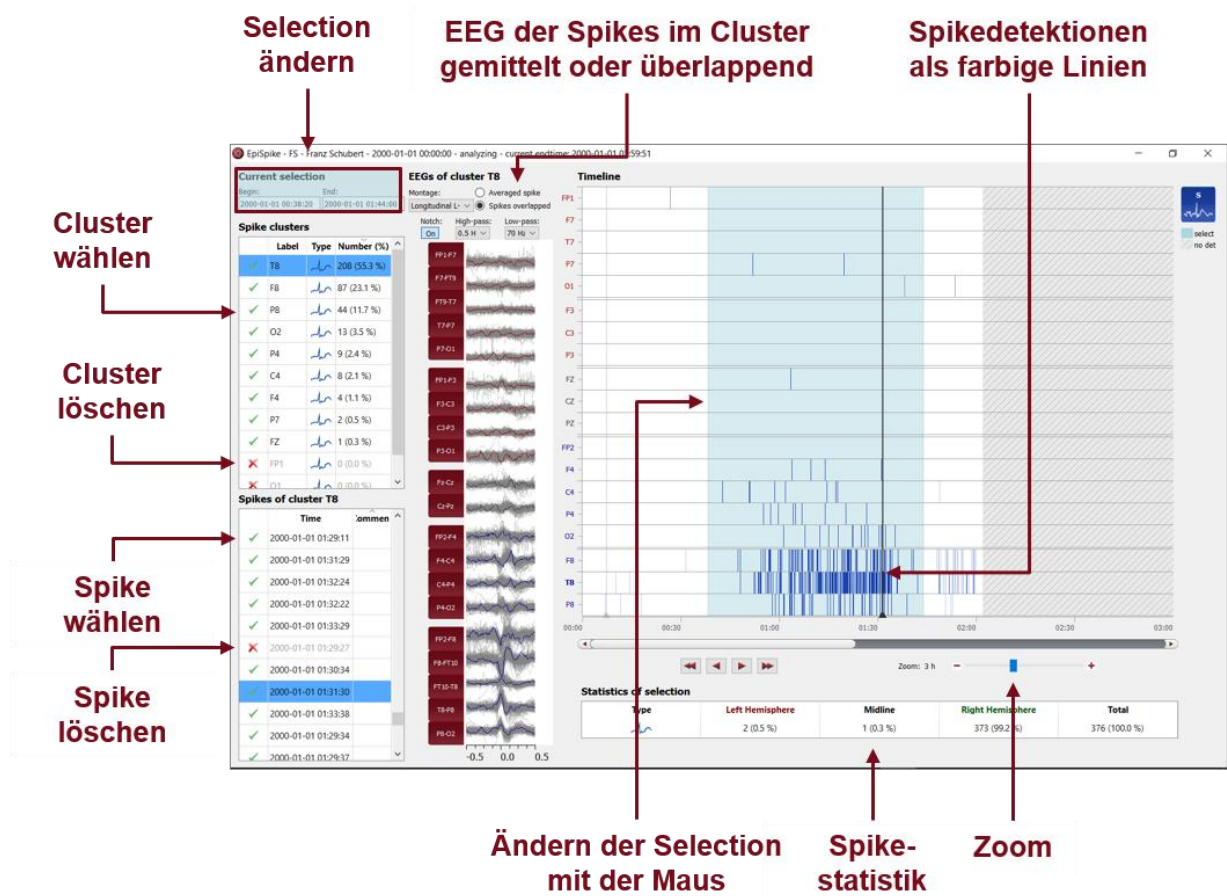 Selection
ändern
EEG der Spikes im Cluster
gemittelt oder überlappend
Spikedetektionen
als farbige Linien
EpiSpike - FS - Franz Schubert - 2000-01-01 00:00:00 - analyzing - current endtime: 2000-01-01 0:59:51
Current selection
Begin: End:
2000-01-01 00:38:20 2000-01-01 01:44:00
Cluster
wählen
Cluster
löschen
Spike clusters
Label Type Number (%)
T8 208 (55.3 %)
F8 87 (23.1 %)
P8 44 (11.7 %)
O2 13 (3.5 %)
P4 9 (2.4 %)
C4 8 (2.1 %)
F4 4 (1.1 %)
P7 2 (0.5 %)
FZ 1 (0.3 %)
FP1 0 (0.0 %)
O1 0 (0.0 %)
Spike
wählen
Spike
löschen
Spikes of cluster T8
Time :ommen
2000-01-01 01:29:11
2000-01-01 01:31:29
2000-01-01 01:32:24
2000-01-01 01:32:22
2000-01-01 01:33:29
2000-01-01 01:29:27
2000-01-01 01:30:34
2000-01-01 01:31:30
2000-01-01 01:33:38
2000-01-01 01:29:34
2000-01-01 01:29:37
EEGs of cluster T8
Montage: Averaged spike
Longitudinal L- Spikes overlapped
Notch: High-pass: Low-pass:
On 0.5 H 70 Hz
FP1-F7
F7-FT9
FT9-T7
T7-P7
P7-O1
FP1-F3
F3-C3
C3-P3
P3-O1
Fz-Cz
Cz-Pz
FP2-F4
F4-C4
C4-P4
P4-O2
FP2-F8
F8-FT10
FT10-T8
T8-P8
P8-O2
-0.5 0.0 0.5
Timeline
FP1
F7
T7
P7
O1
F3
C3
P3
FZ
CZ
PZ
FP2
F4
C4
P4
O2
F8
T8
P8
00:00 00:30 01:00 01:30 02:00 02:30 03:00
S
select
no det
Zoom: 3 h - +
Statistics of selection
Type Left Hemisphere Midline Right Hemisphere Total
2 (0.5 %) 1 (0.3 %) 373 (99.2 %) 376 (100.0 %)
Ändern der Selection
mit der Maus
Spike-
statistik
Zoom